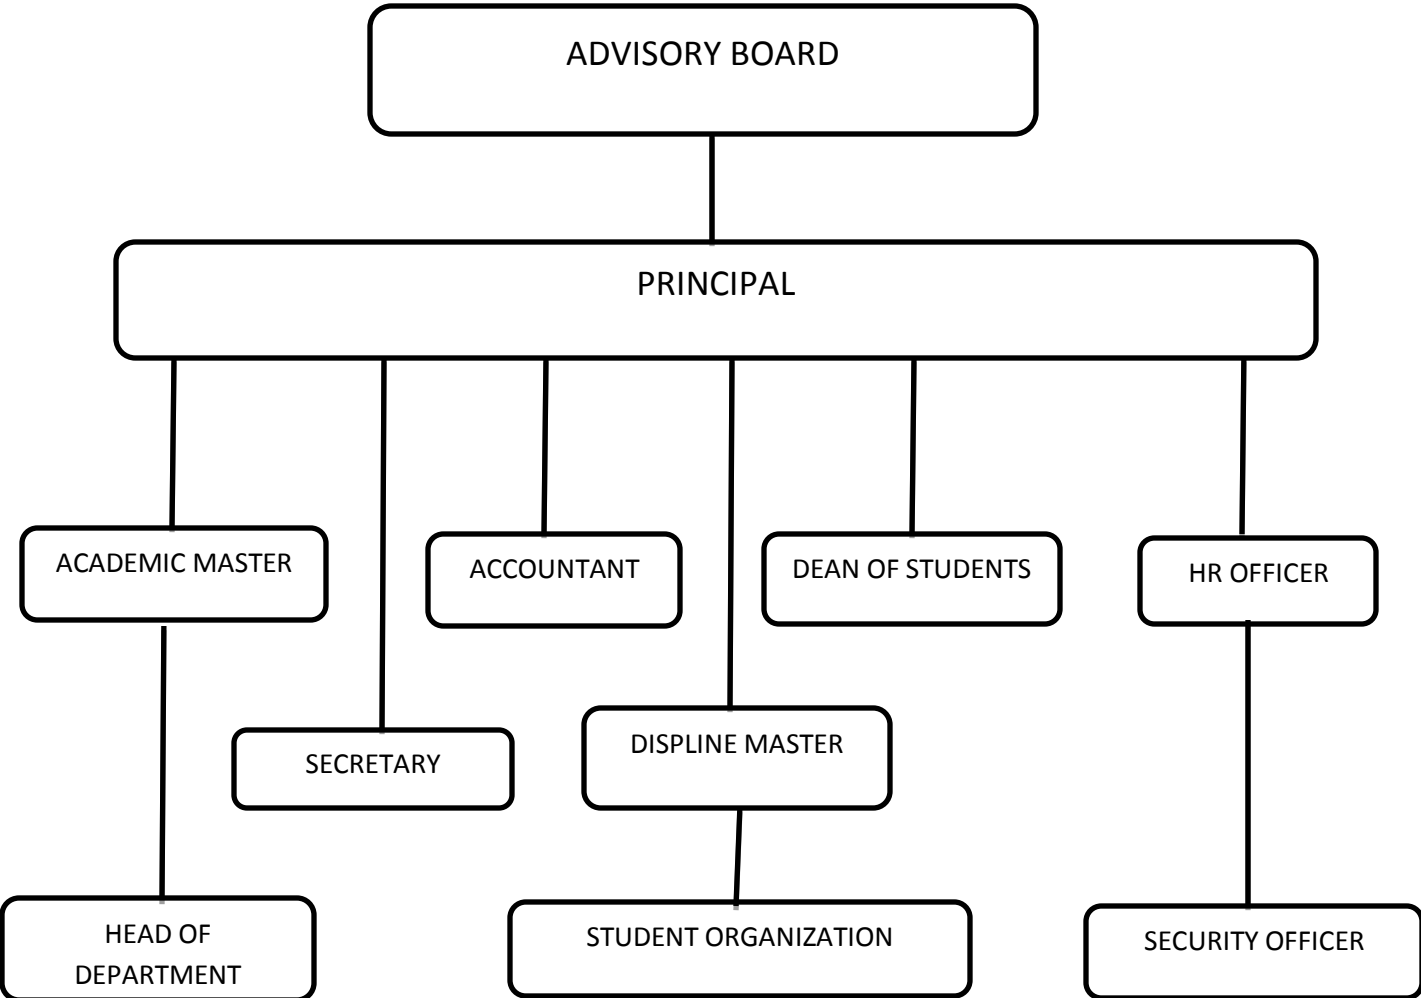 ADVISORY BOARD
PRINCIPAL
ACADEMIC MASTER
ACCOUNTANT
DEAN OF STUDENTS
HR OFFICER
SECRETARY
DISPLINE MASTER
HEAD OF
DEPARTMENT
STUDENT ORGANIZATION
SECURITY OFFICER